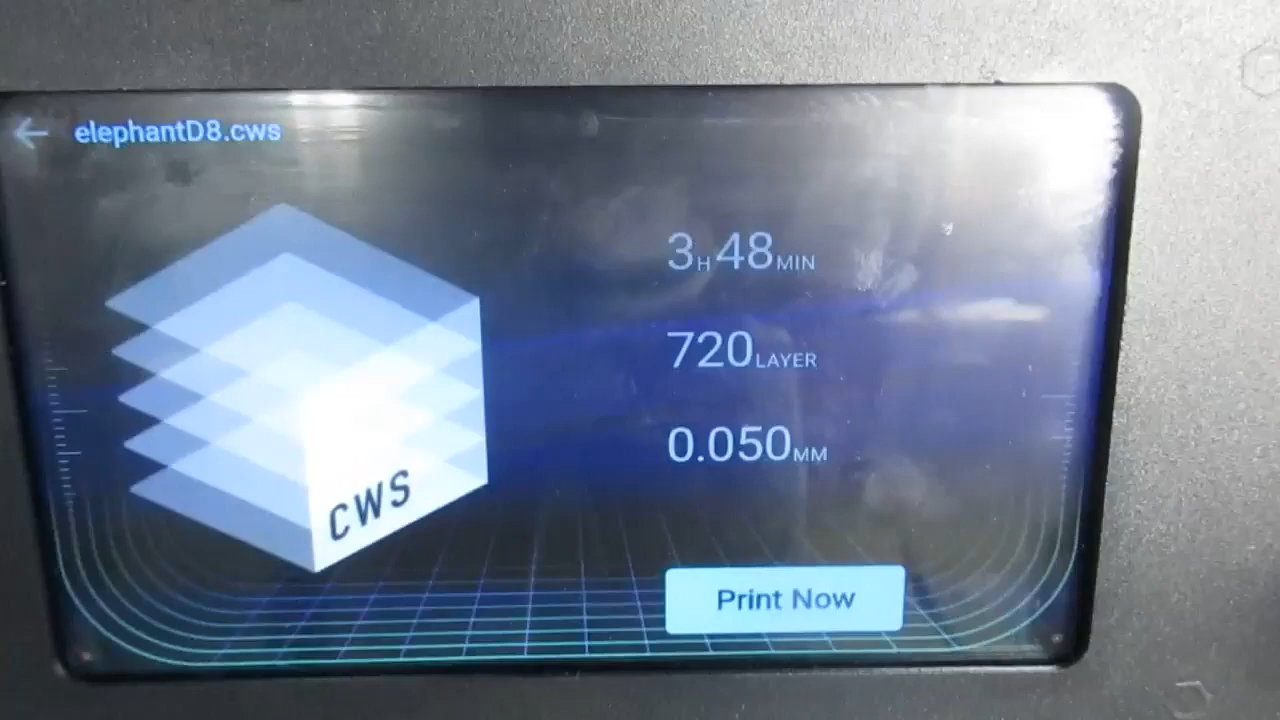 elephantD8.cws
3H48MIN
720LAYER
0.050MM
CWS
Print Now